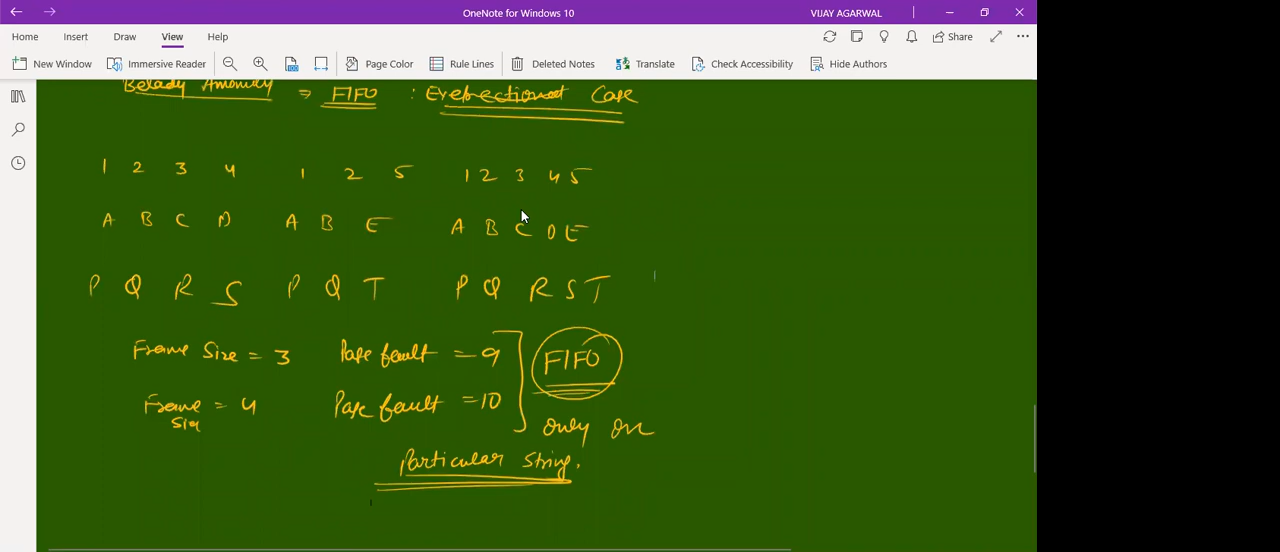 OneNote for Windows 10
VIJAY AGARWAL
Home Insert Draw View Help
Share
New Window Immersive Reader Page Color Rule Lines Deleted Notes Translate Check Accessibility Hide Authors
Belady Anomaly ⇒ FIFO : Case
1 2 3 4 1 2 5 1 2 3 4 5
A B C D A B E A B C D E
P Q R S P Q T P Q R S T
Frame Size = 3 Page fault = 9
FIFO
Frame Size = 4 Page fault = 10
only on
Particular String.